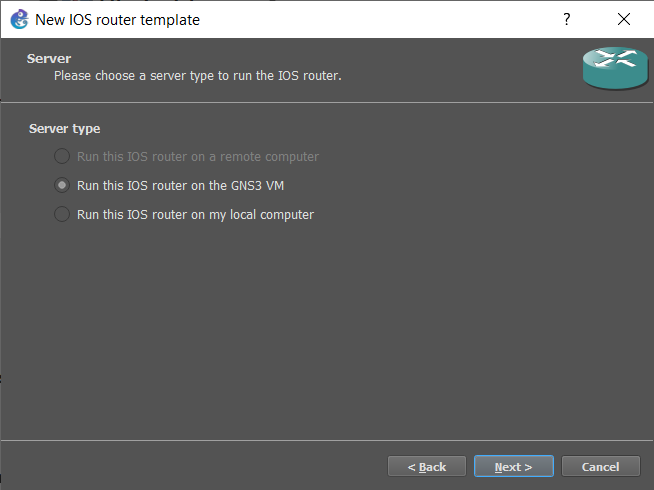 New IOS router template
?
Server
Please choose a server type to run the IOS router.
Server type
Run this IOS router on a remote computer
Run this IOS router on the GNS3 VM
Run this IOS router on my local computer
< Back
Next >
Cancel